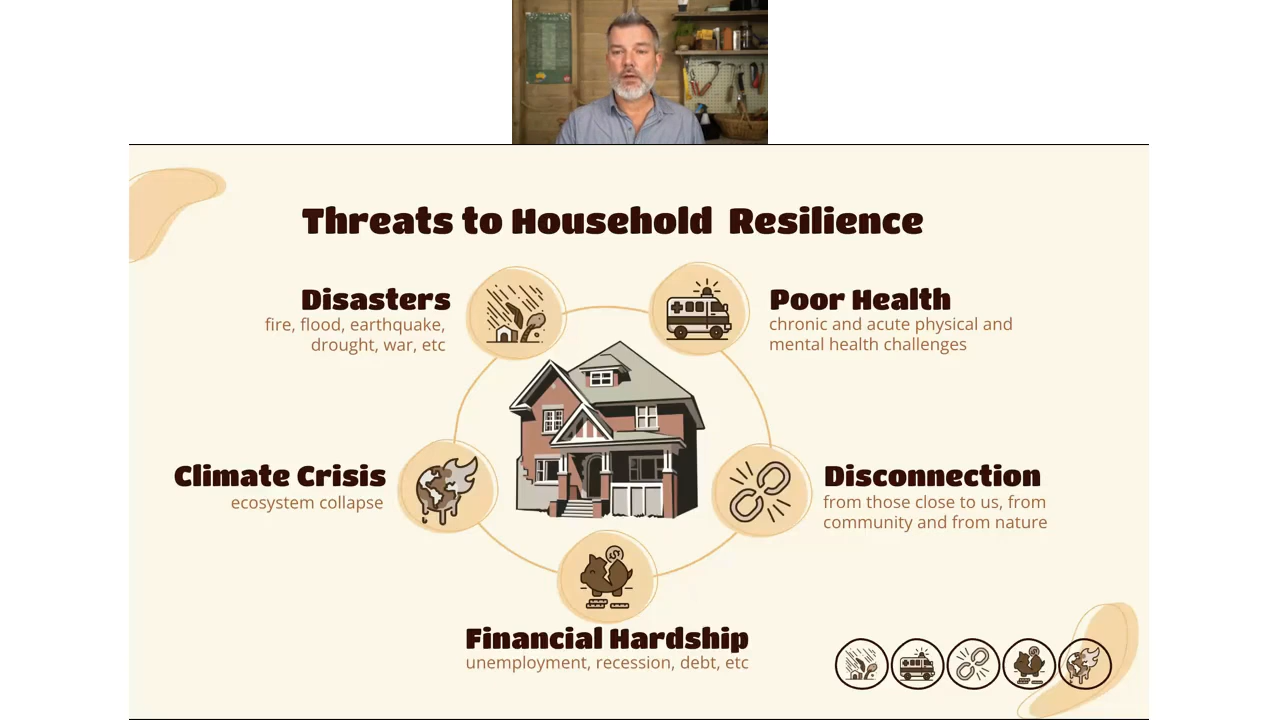 Threats to Household Resilience
Disasters
fire, flood, earthquake,
drought, war, etc
Poor Health
chronic and acute physical and
mental health challenges
Climate Crisis
ecosystem collapse
Disconnection
from those close to us, from
community and from nature
Financial Hardship
unemployment, recession, debt, etc